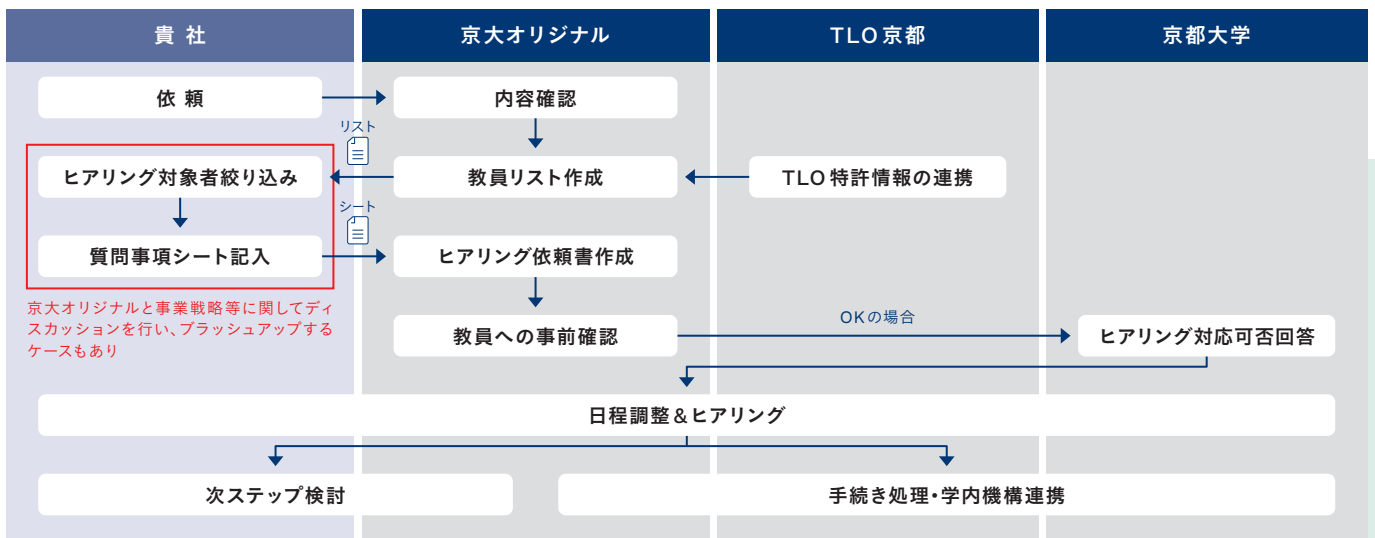 貴 社
京大オリジナル
TLO京都
京都大学
依 頼
内容確認
リスト
ヒアリング対象者絞り込み
教員リスト作成
TLO特許情報の連携
シート
質問事項シート記入
ヒアリング依頼書作成
京大オリジナルと事業戦略等に関してディ
スカッションを行い、ブラッシュアップする
ケースもあり
教員への事前確認
OKの場合
ヒアリング対応可否回答
日程調整&ヒアリング
次ステップ検討
手続き処理・学内機構連携